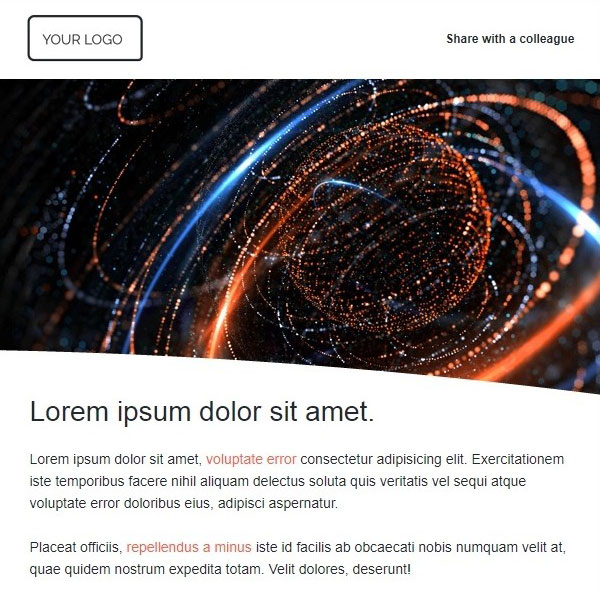 YOUR LOGO
Share with a colleague
Lorem ipsum dolor sit amet.
Lorem ipsum dolor sit amet, voluptate error consectetur adipisicing elit. Exercitationem
iste temporibus facere nihil aliquam delectus soluta quis veritatis vel sequi atque
voluptate error doloribus eius, adipisci aspernatur.
Placeat officiis, repellendus a minus iste id facilis ab obcaecati nobis numquam velit at,
quae quidem nostrum expedita totam. Velit dolores, deserunt!